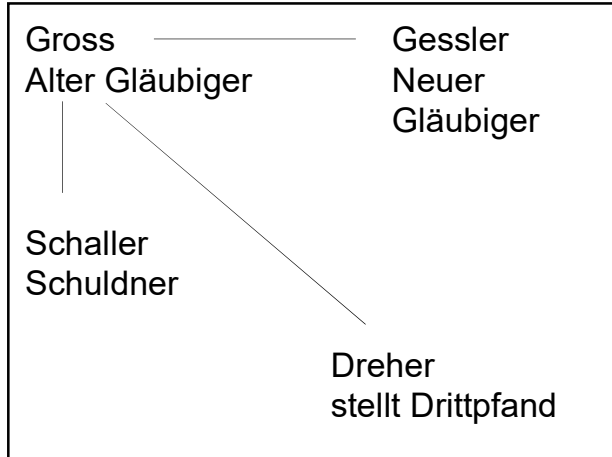 Gross
Alter Gläubiger
Gessler
Neuer
Gläubiger
Schaller
Schuldner
Dreher
stellt Drittpfand